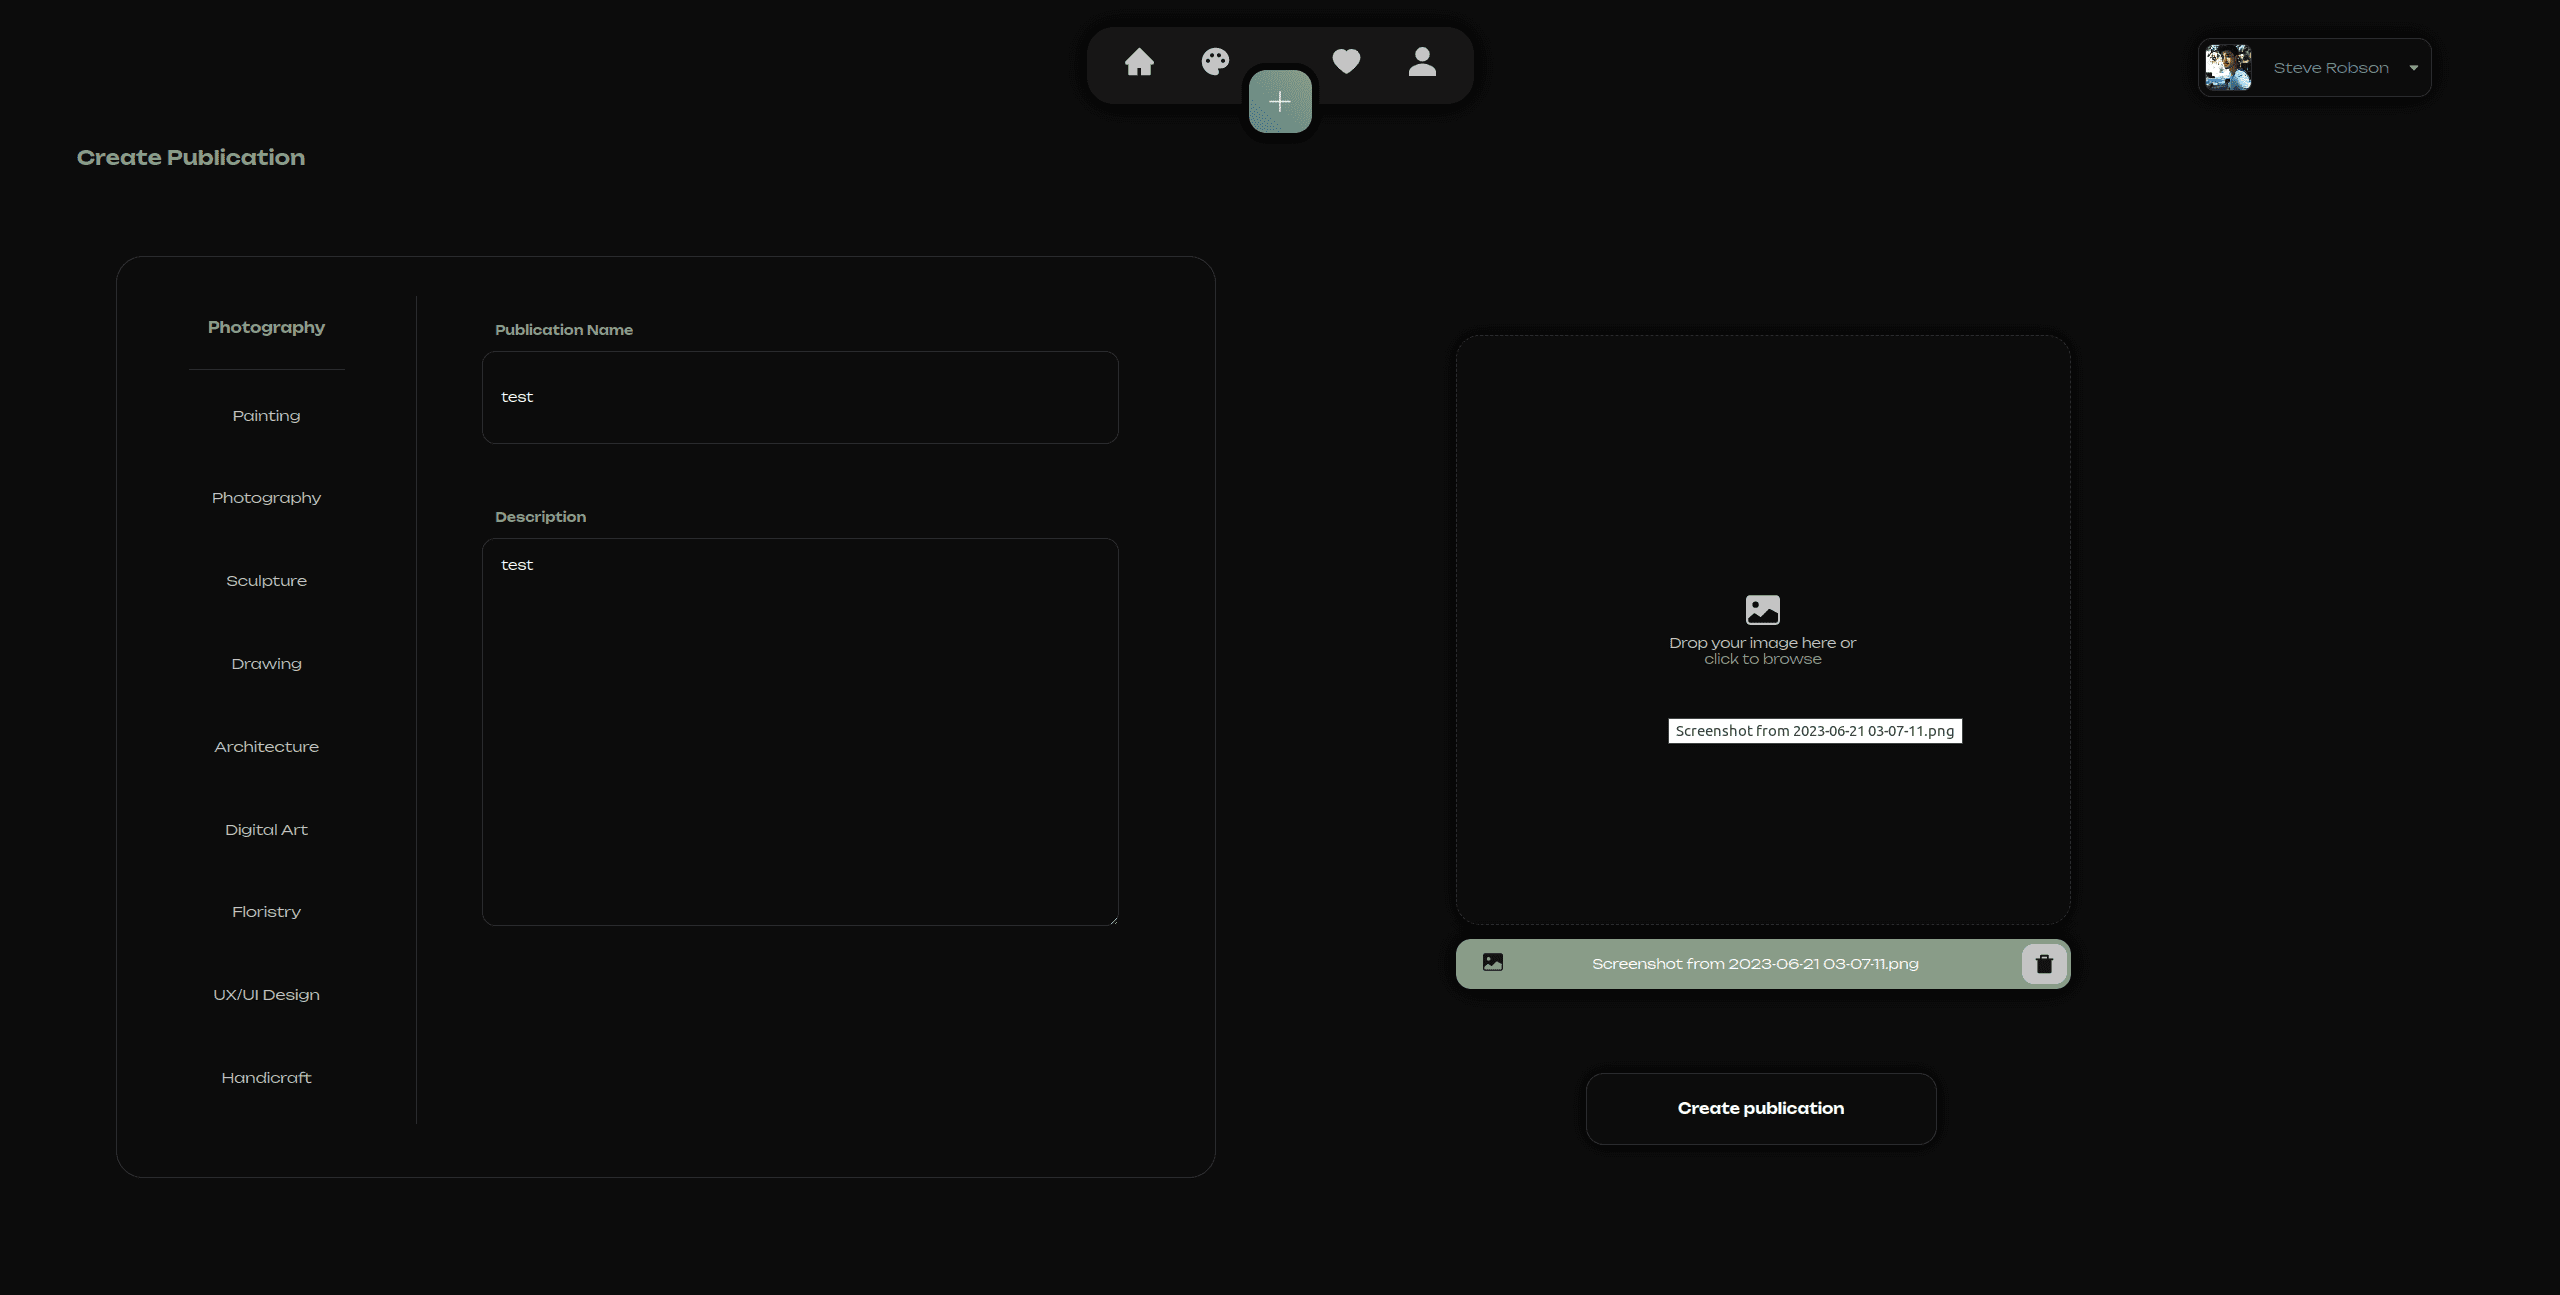 Steve Robson
Create Publication
Photography
Painting
Photography
Sculpture
Drawing
Architecture
Digital Art
Floristry
UX/UI Design
Handicraft
Publication Name
test
Description
test
Drop your image here or
click to browse
Screenshot from 2023-06-21 03-07-11.png
Screenshot from 2023-06-21 03-07-11.png
Create publication